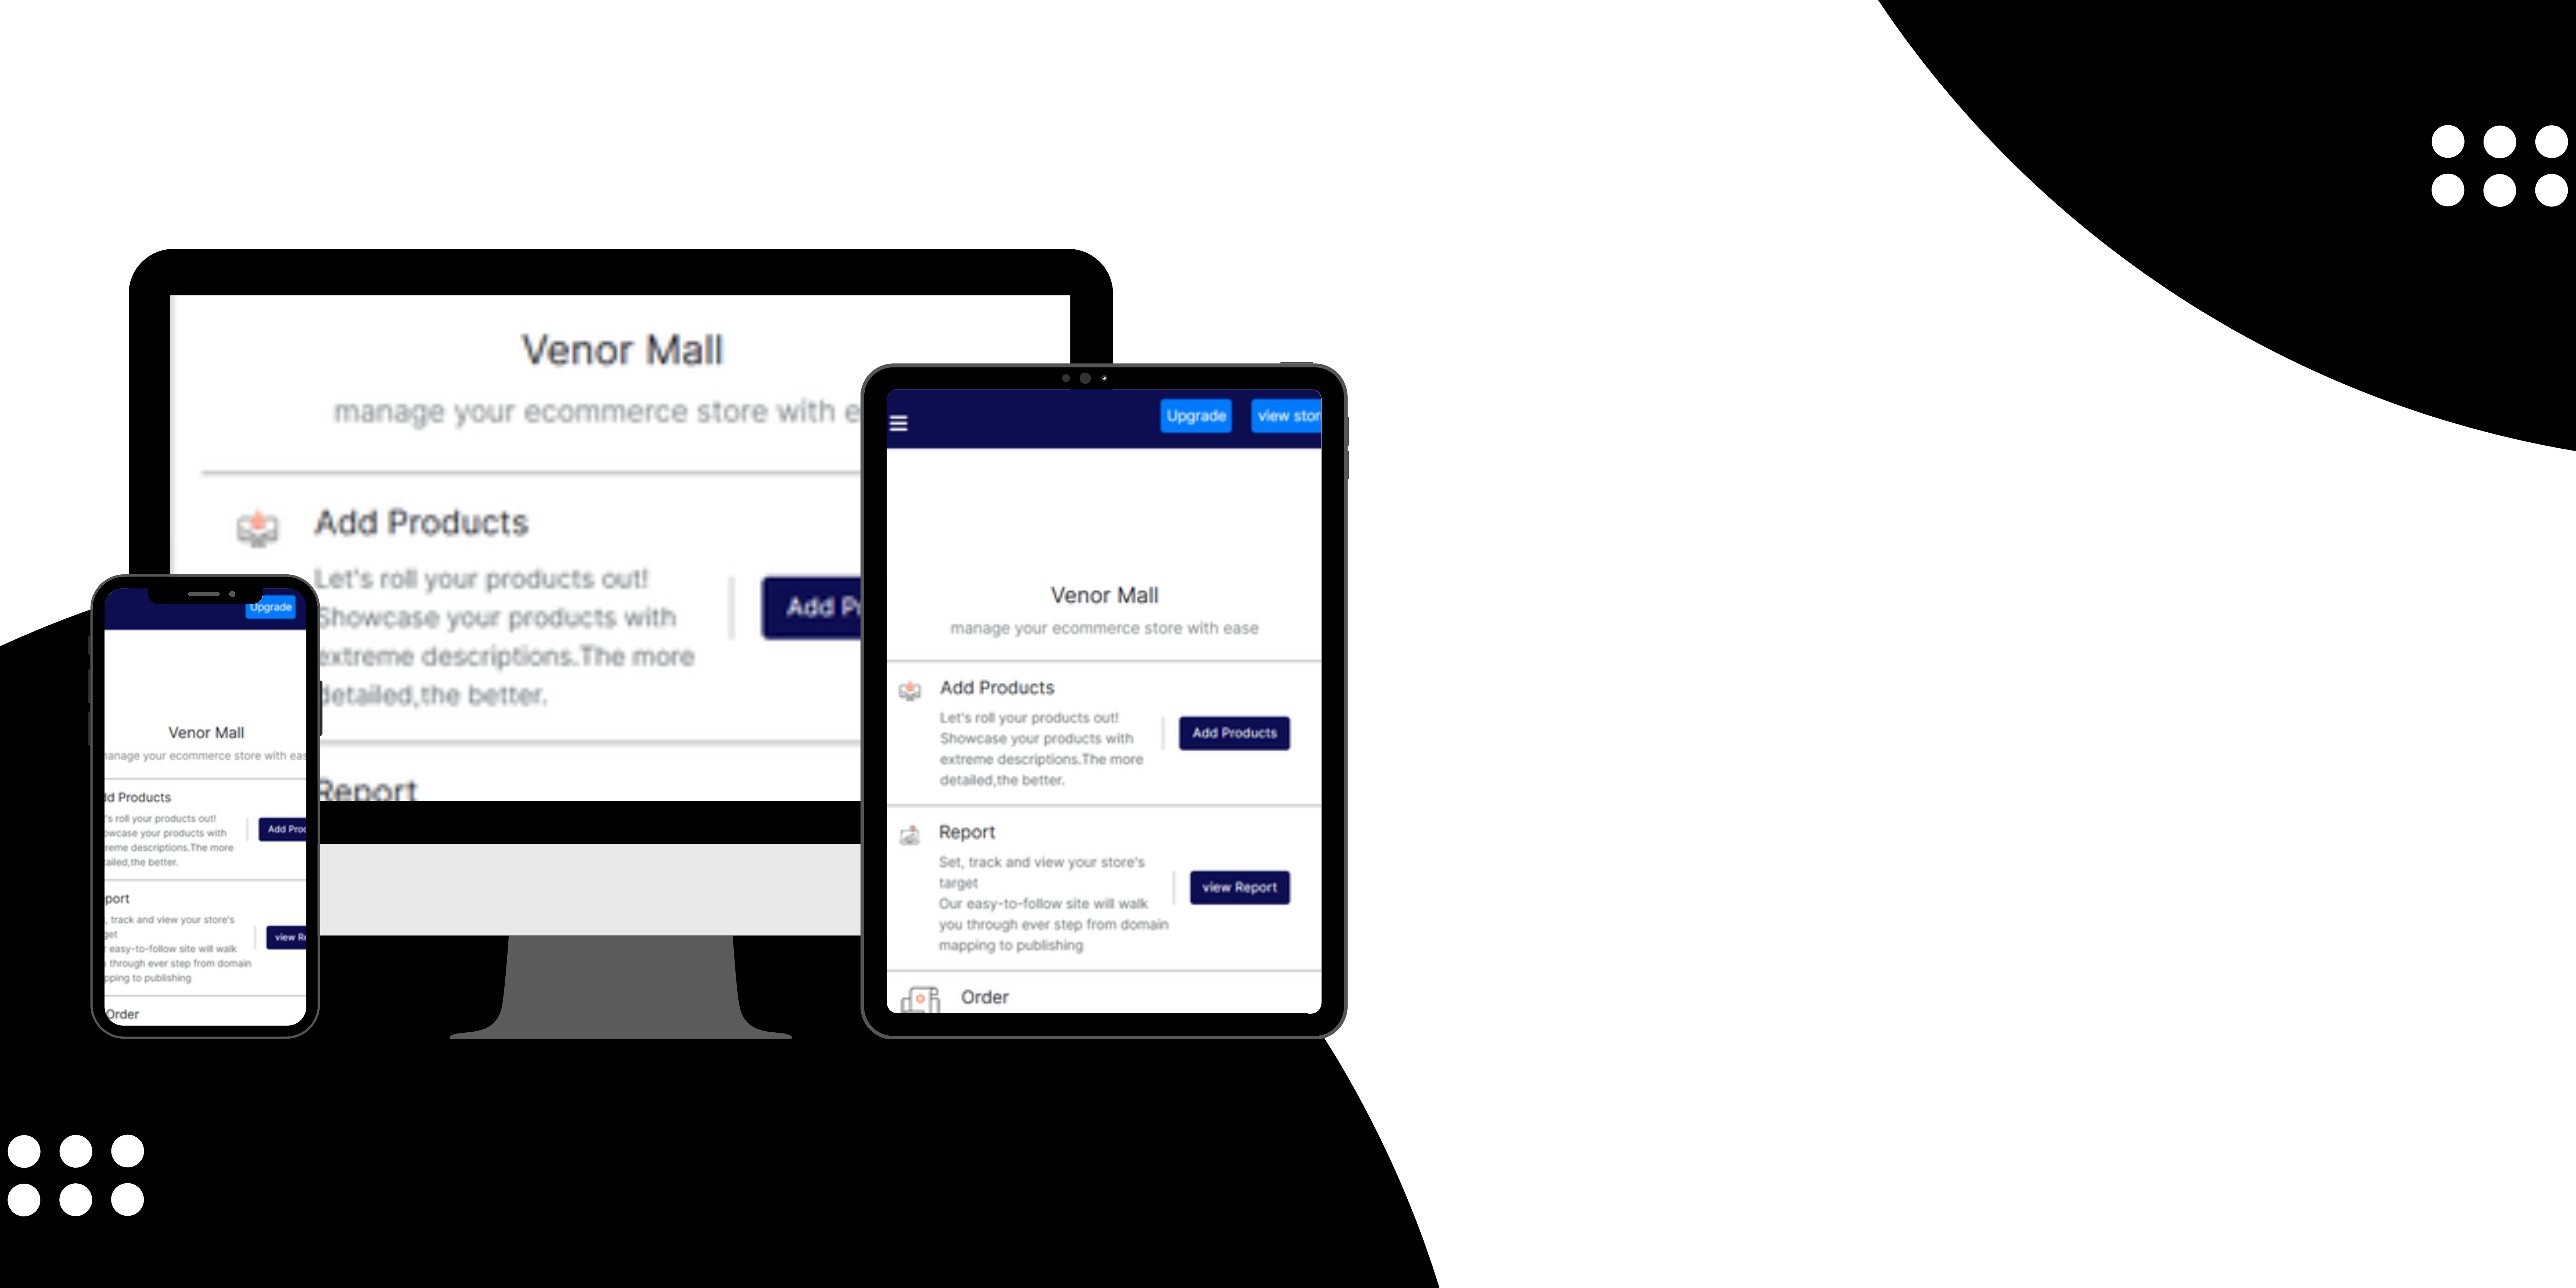 Venor Mall
manage your ecommerce store with e
Add Products
Let's roll your products out!
Showcase your products with
extreme descriptions.The more
detailed,the better.
Add Pr
Report
Upgrade
view stor
Venor Mall
manage your ecommerce store with ease
Add Products
Let's roll your products out!
Showcase your products with
extreme descriptions.The more
detailed,the better.
Add Products
Report
Set, track and view your store's
target
Our easy-to-follow site will walk
you through ever step from domain
mapping to publishing
view Report
Order
Upgrade
Venor Mall
anage your ecommerce store with eas
d Products
's roll your products out!
owcase your products with
reme descriptions.The more
ailed,the better.
Add Prod
port
, track and view your store's
get
easy-to-follow site will walk
through ever step from domain
pping to publishing
view Re
Order